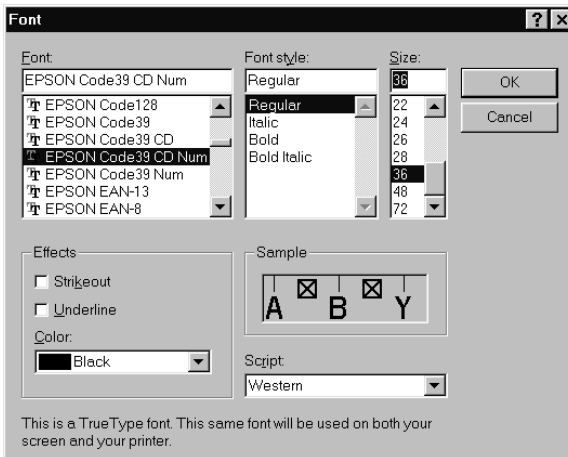 Font
Font:
EPSON Code39 CD Num
EPSON Code128
EPSON Code39
EPSON Code39 CD
EPSON Code39 CD Num
EPSON Code39 Num
EPSON EAN-13
EPSON EAN-8
Font style:
Regular
Regular
Italic
Bold
Bold Italic
Size:
36
22
24
26
28
36
48
72
OK
Cancel
Effects
Strikeout
Underline
Color:
Black
Sample
A B Y
Script:
Western
This is a TrueType font. This same font will be used on both your
screen and your printer.